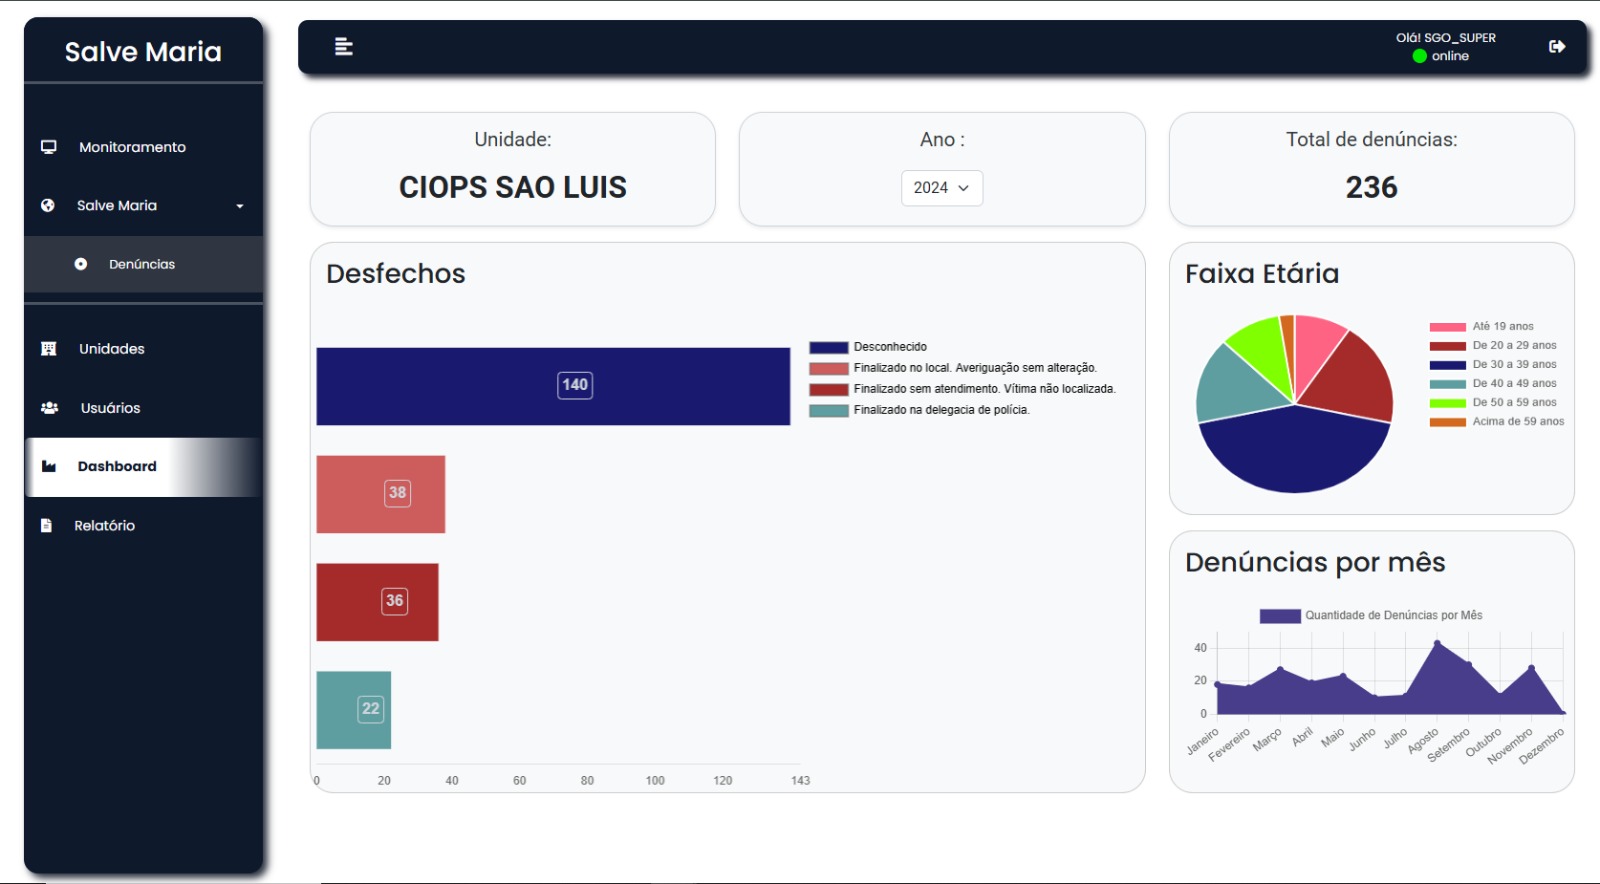 Salve Maria
Monitoramento
Salve Maria
Denúncias
Unidades
Usuários
Dashboard
Relatório
Olá! SGO_SUPER
online
Unidade:
CIOPS SAO LUIS
Ano :
2024
Total de denúncias:
236
Desfechos
Desconhecido
Finalizado no local. Averiguação sem alteração.
Finalizado sem atendimento. Vítima não localizada.
Finalizado na delegacia de polícia.
140
38
36
22
0 20 40 60 80 100 120 143
Faixa Etária
Até 19 anos
De 20 a 29 anos
De 30 a 39 anos
De 40 a 49 anos
De 50 a 59 anos
Acima de 59 anos
Denúncias por mês
Quantidade de Denúncias por Mês
40
20
0
Janeiro Fevereiro Março Abril Maio Junho Julho Agosto Setembro Outubro Novembro Dezembro